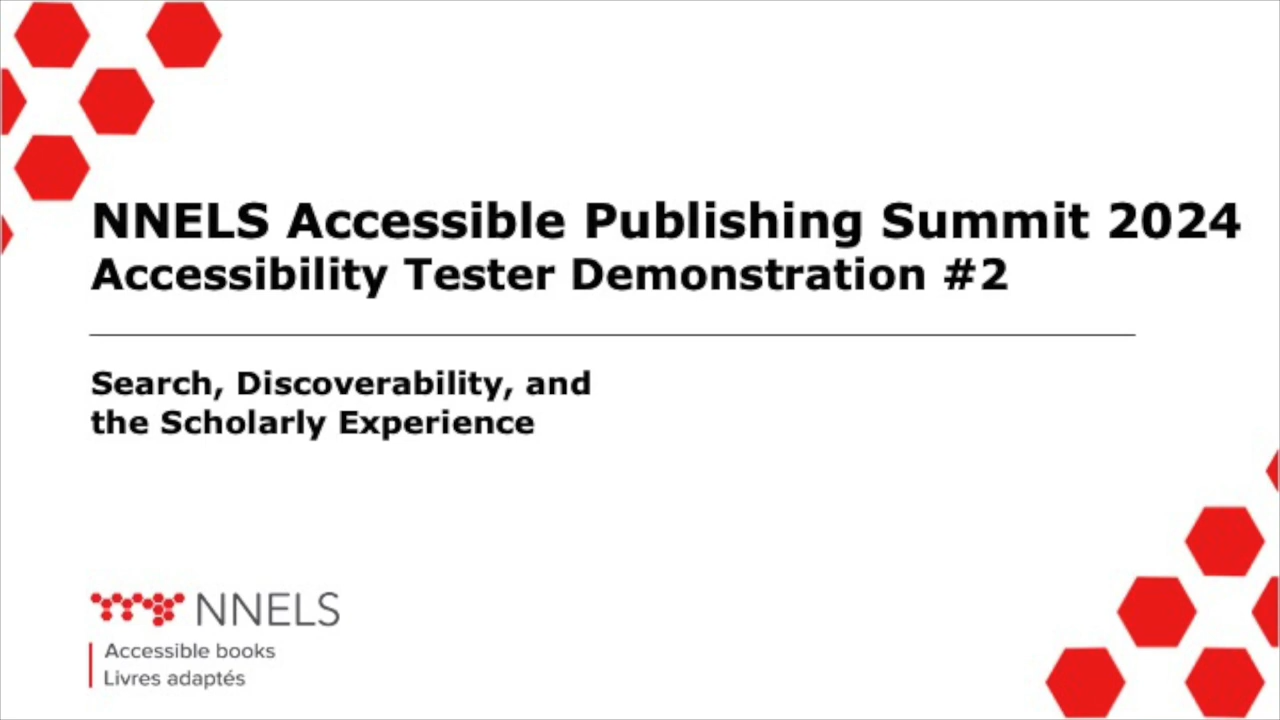 NNELS Accessible Publishing Summit 2024
Accessibility Tester Demonstration #2
Search, Discoverability, and
the Scholarly Experience
NNELS
Accessible books
Livres adaptés